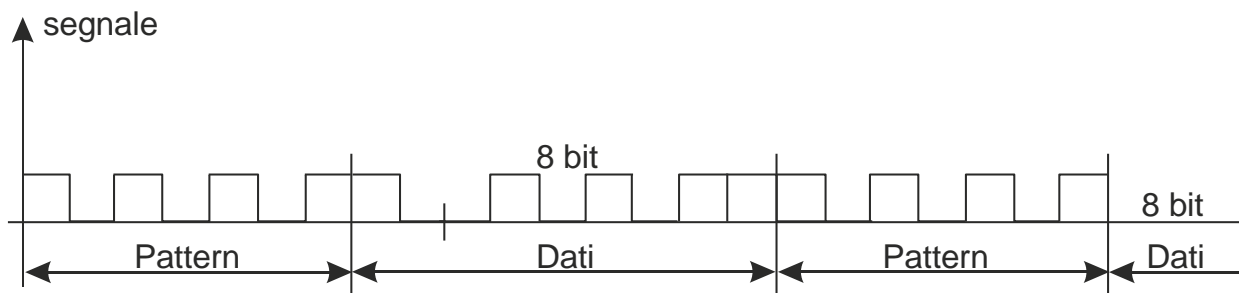 segnale
8 bit
8 bit
Pattern
Dati
Pattern
Dati